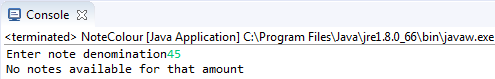 Console
<terminated> NoteColour [Java Application] C:\Program Files\Java\jre1.8.0_66\bin\javaw.exe
Enter note denomination45
No notes available for that amount